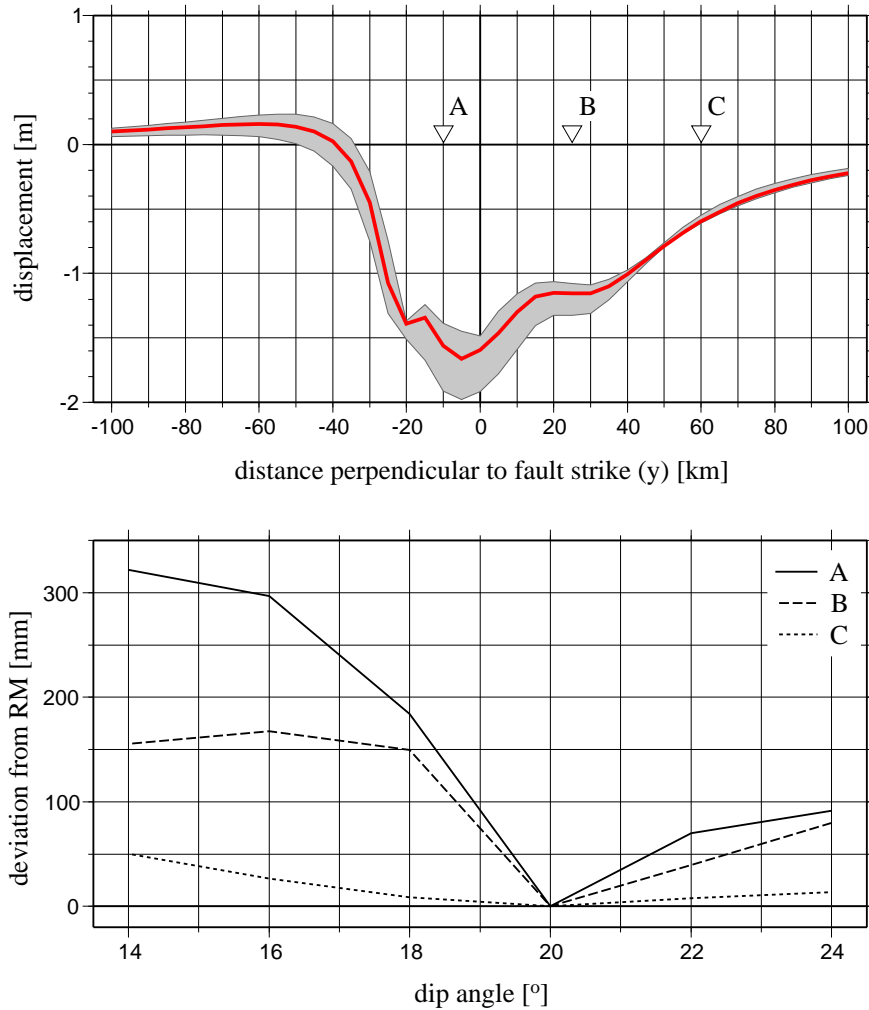 1
0
-1
-2
displacement [m]
A B C
-100 -80 -60 -40 -20 0 20 40 60 80 100
distance perpendicular to fault strike (y) [km]
300
200
100
0
deviation from RM [mm]
A
B
C
14 16 18 20 22 24
dip angle [o]